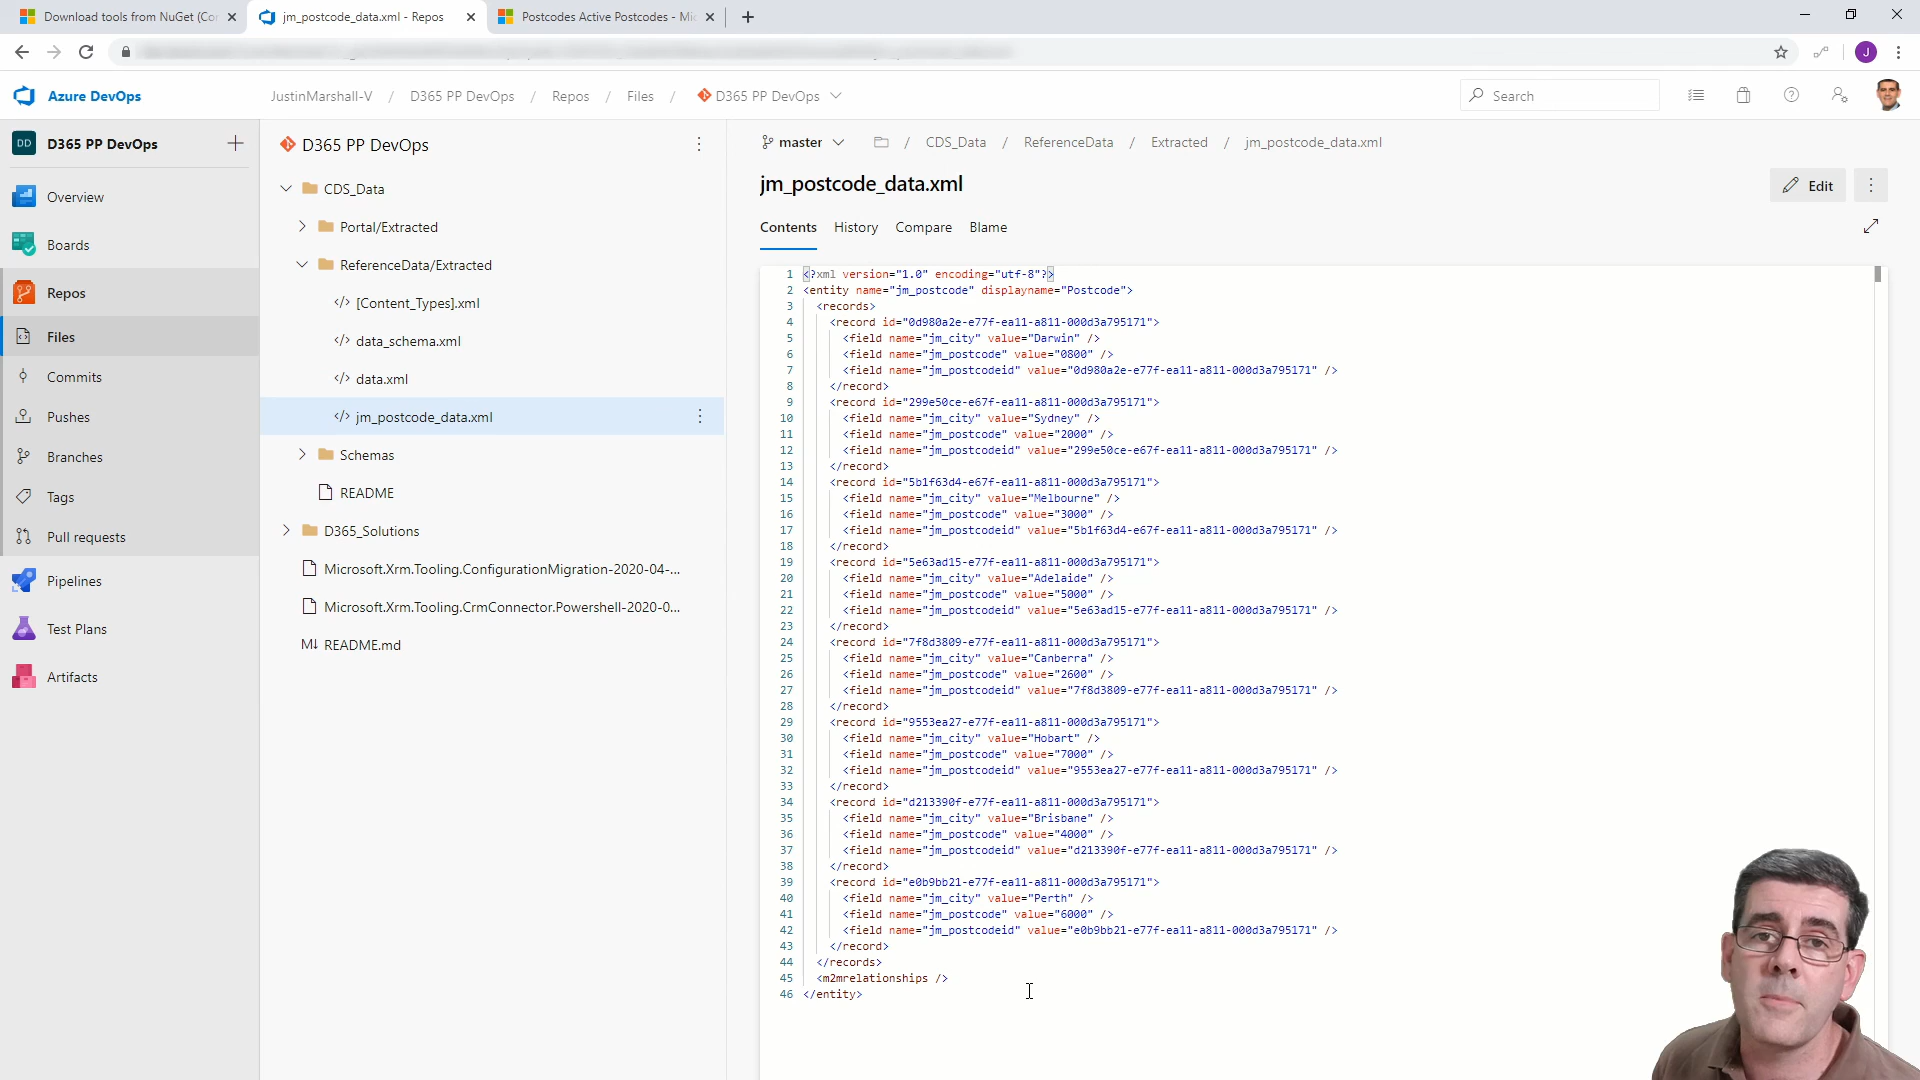 Download tools from NuGet (Co
jm_postcode_data.xml - Repos
Postcodes Active Postcodes - Mic
J
Azure DevOps
JustinMarshall-V / D365 PP DevOps / Repos / Files / D365 PP DevOps
Search
DD D365 PP DevOps
Overview
Boards
Repos
Files
Commits
Pushes
Branches
Tags
Pull requests
Pipelines
Test Plans
Artifacts
D365 PP DevOps
CDS_Data
Portal/Extracted
ReferenceData/Extracted
</> [Content_Types].xml
</> data_schema.xml
</> data.xml
</> jm_postcode_data.xml
Schemas
README
D365_Solutions
Microsoft.Xrm.Tooling.ConfigurationMigration-2020-04-...
Microsoft.Xrm.Tooling.CrmConnector.Powershell-2020-0...
M↓ README.md
master / CDS_Data / ReferenceData / Extracted / jm_postcode_data.xml
jm_postcode_data.xml
Edit
Contents History Compare Blame
1 <?xml version="1.0" encoding="utf-8"?>
2 <entity name="jm_postcode" displayname="Postcode">
3 <records>
4 <record id="0d980a2e-e77f-ea11-a811-000d3a795171">
5 <field name="jm_city" value="Darwin" />
6 <field name="jm_postcode" value="0800" />
7 <field name="jm_postcodeid" value="0d980a2e-e77f-ea11-a811-000d3a795171" />
8 </record>
9 <record id="299e50ce-e67f-ea11-a811-000d3a795171">
10 <field name="jm_city" value="Sydney" />
11 <field name="jm_postcode" value="2000" />
12 <field name="jm_postcodeid" value="299e50ce-e67f-ea11-a811-000d3a795171" />
13 </record>
14 <record id="5b1f63d4-e67f-ea11-a811-000d3a795171">
15 <field name="jm_city" value="Melbourne" />
16 <field name="jm_postcode" value="3000" />
17 <field name="jm_postcodeid" value="5b1f63d4-e67f-ea11-a811-000d3a795171" />
18 </record>
19 <record id="5e63ad15-e77f-ea11-a811-000d3a795171">
20 <field name="jm_city" value="Adelaide" />
21 <field name="jm_postcode" value="5000" />
22 <field name="jm_postcodeid" value="5e63ad15-e77f-ea11-a811-000d3a795171" />
23 </record>
24 <record id="7f8d3809-e77f-ea11-a811-000d3a795171">
25 <field name="jm_city" value="Canberra" />
26 <field name="jm_postcode" value="2600" />
27 <field name="jm_postcodeid" value="7f8d3809-e77f-ea11-a811-000d3a795171" />
28 </record>
29 <record id="9553ea27-e77f-ea11-a811-000d3a795171">
30 <field name="jm_city" value="Hobart" />
31 <field name="jm_postcode" value="7000" />
32 <field name="jm_postcodeid" value="9553ea27-e77f-ea11-a811-000d3a795171" />
33 </record>
34 <record id="d213390f-e77f-ea11-a811-000d3a795171">
35 <field name="jm_city" value="Brisbane" />
36 <field name="jm_postcode" value="4000" />
37 <field name="jm_postcodeid" value="d213390f-e77f-ea11-a811-000d3a795171" />
38 </record>
39 <record id="e0b9bb21-e77f-ea11-a811-000d3a795171">
40 <field name="jm_city" value="Perth" />
41 <field name="jm_postcode" value="6000" />
42 <field name="jm_postcodeid" value="e0b9bb21-e77f-ea11-a811-000d3a795171" />
43 </record>
44 </records>
45 <m2mrelationships />
46 </entity>